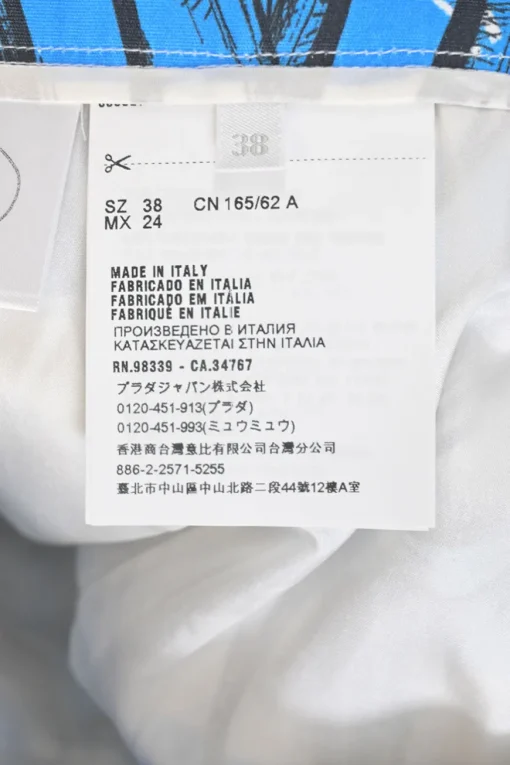 38
SZ 38 CN 165/62 A
MX 24
MADE IN ITALY
FABRICADO EN ITALIA
FABRICADO EM ITÁLIA
FABRIQUÉ EN ITALIE
ПРОИЗВЕДЕНО В ИТАЛИЯ
ΚΑΤΑΣΚΕΥΑΖΕΤΑΙ ΣΤΗΝ ΙΤΑΛΙΑ
RN.98339 - CA.34767
プラダジャパン株式会社
0120-451-913(プラダ)
0120-451-993(ミュウミュウ)
香港商台灣意比有限公司台灣分公司
886-2-2571-5255
臺北市中山區中山北路二段44號12樓A室